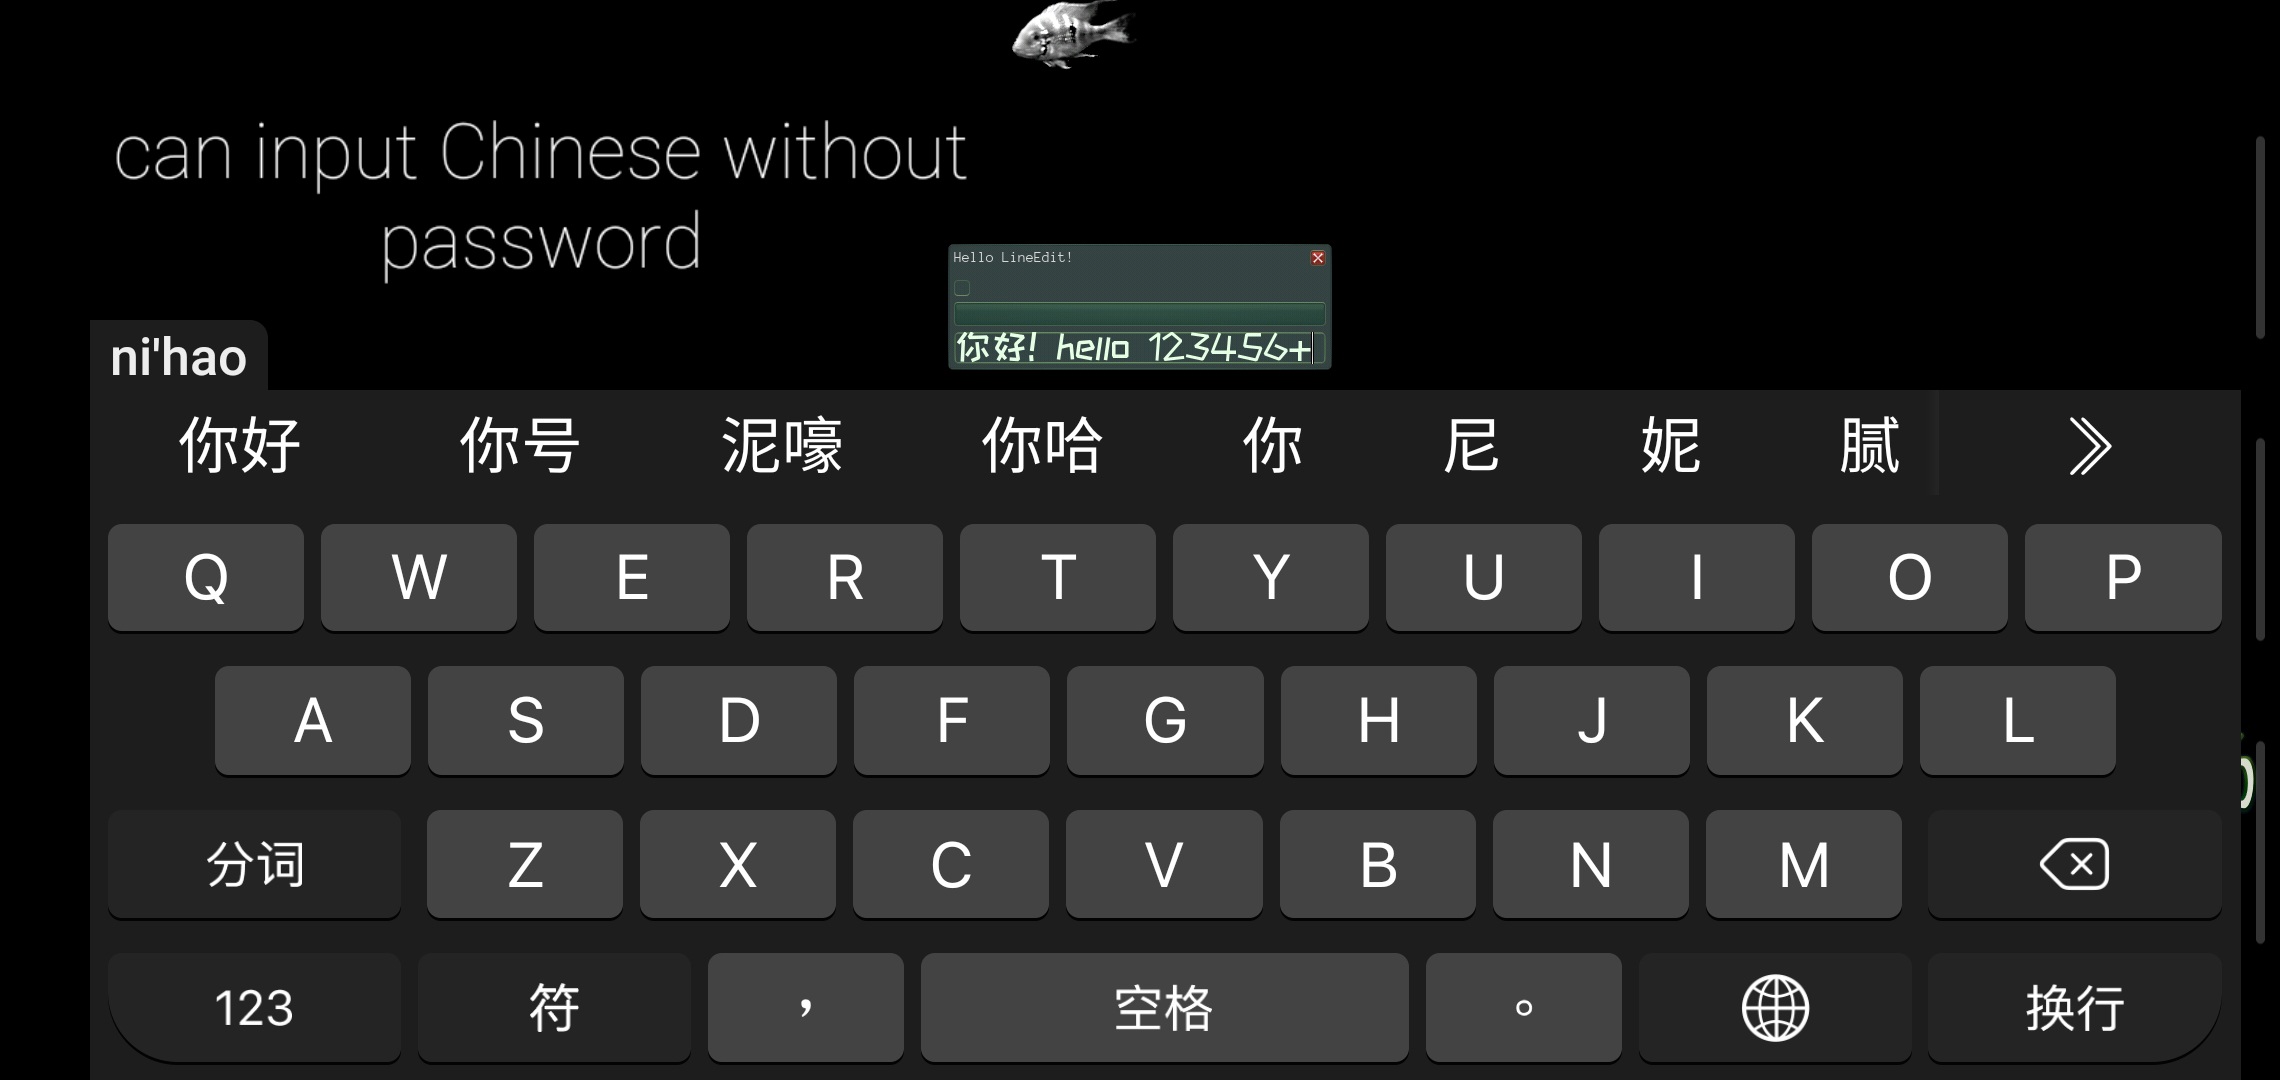 can input Chinese without
password
Hello LineEdit!
你好! hello 123456+
ni'hao
你好 你号 泥嚎 你哈 你 尼 妮 腻
Q W E R T Y U I O P
A S D F G H J K L
分词 Z X C V B N M
123 符 , 空格 。 换行